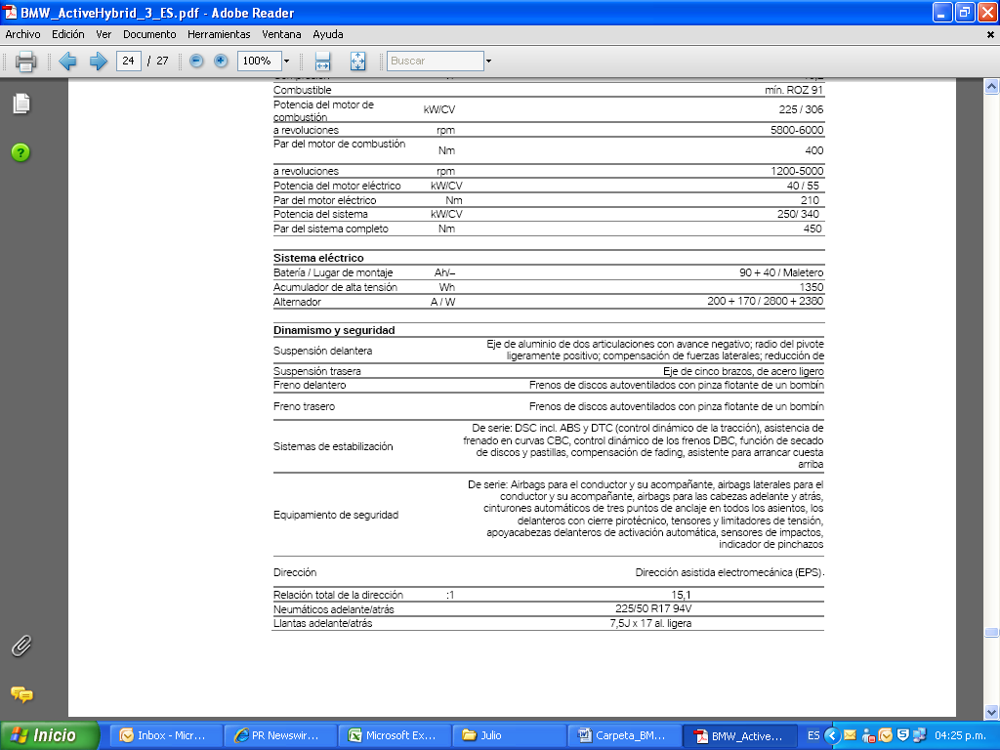 BMW_ActiveHybrid_3_ES.pdf - Adobe Reader
Archivo Edición Ver Documento Herramientas Ventana Ayuda
24 / 27 100% Buscar
Combustible mín. ROZ 91
Potencia del motor de
combustión kW/CV 225 / 306
a revoluciones rpm 5800-6000
Par del motor de combustión
Nm 400
a revoluciones rpm 1200-5000
Potencia del motor eléctrico kW/CV 40 / 55
Par del motor eléctrico Nm 210
Potencia del sistema kW/CV 250/ 340
Par del sistema completo Nm 450
Sistema eléctrico
Batería / Lugar de montaje Ah/– 90 + 40 / Maletero
Acumulador de alta tensión Wh 1350
Alternador A / W 200 + 170 / 2800 + 2380
Dinamismo y seguridad
Suspensión delantera Eje de aluminio de dos articulaciones con avance negativo; radio del pivote
ligeramente positivo; compensación de fuerzas laterales; reducción de
Suspensión trasera Eje de cinco brazos, de acero ligero
Freno delantero Frenos de discos autoventilados con pinza flotante de un bombín
Freno trasero Frenos de discos autoventilados con pinza flotante de un bombín
De serie: DSC incl. ABS y DTC (control dinámico de la tracción), asistencia de
frenado en curvas CBC, control dinámico de los frenos DBC, función de secado
Sistemas de estabilización de discos y pastillas, compensación de fading, asistente para arrancar cuesta
arriba
De serie: Airbags para el conductor y su acompañante, airbags laterales para el
conductor y su acompañante, airbags para las cabezas adelante y atrás,
cinturones automáticos de tres puntos de anclaje en todos los asientos, los
Equipamiento de seguridad delanteros con cierre pirotécnico, tensores y limitadores de tensión,
apoyacabezas delanteros de activación automática, sensores de impactos,
indicador de pinchazos
Dirección Dirección asistida electromecánica (EPS).
Relación total de la dirección :1 15,1
Neumáticos adelante/atrás 225/50 R17 94V
Llantas adelante/atrás 7,5J x 17 al. ligera
Inicio Inbox - Micr... PR Newswir... Microsoft Ex... Julio Carpeta_BM... BMW_Active... ES 04:25 p.m.